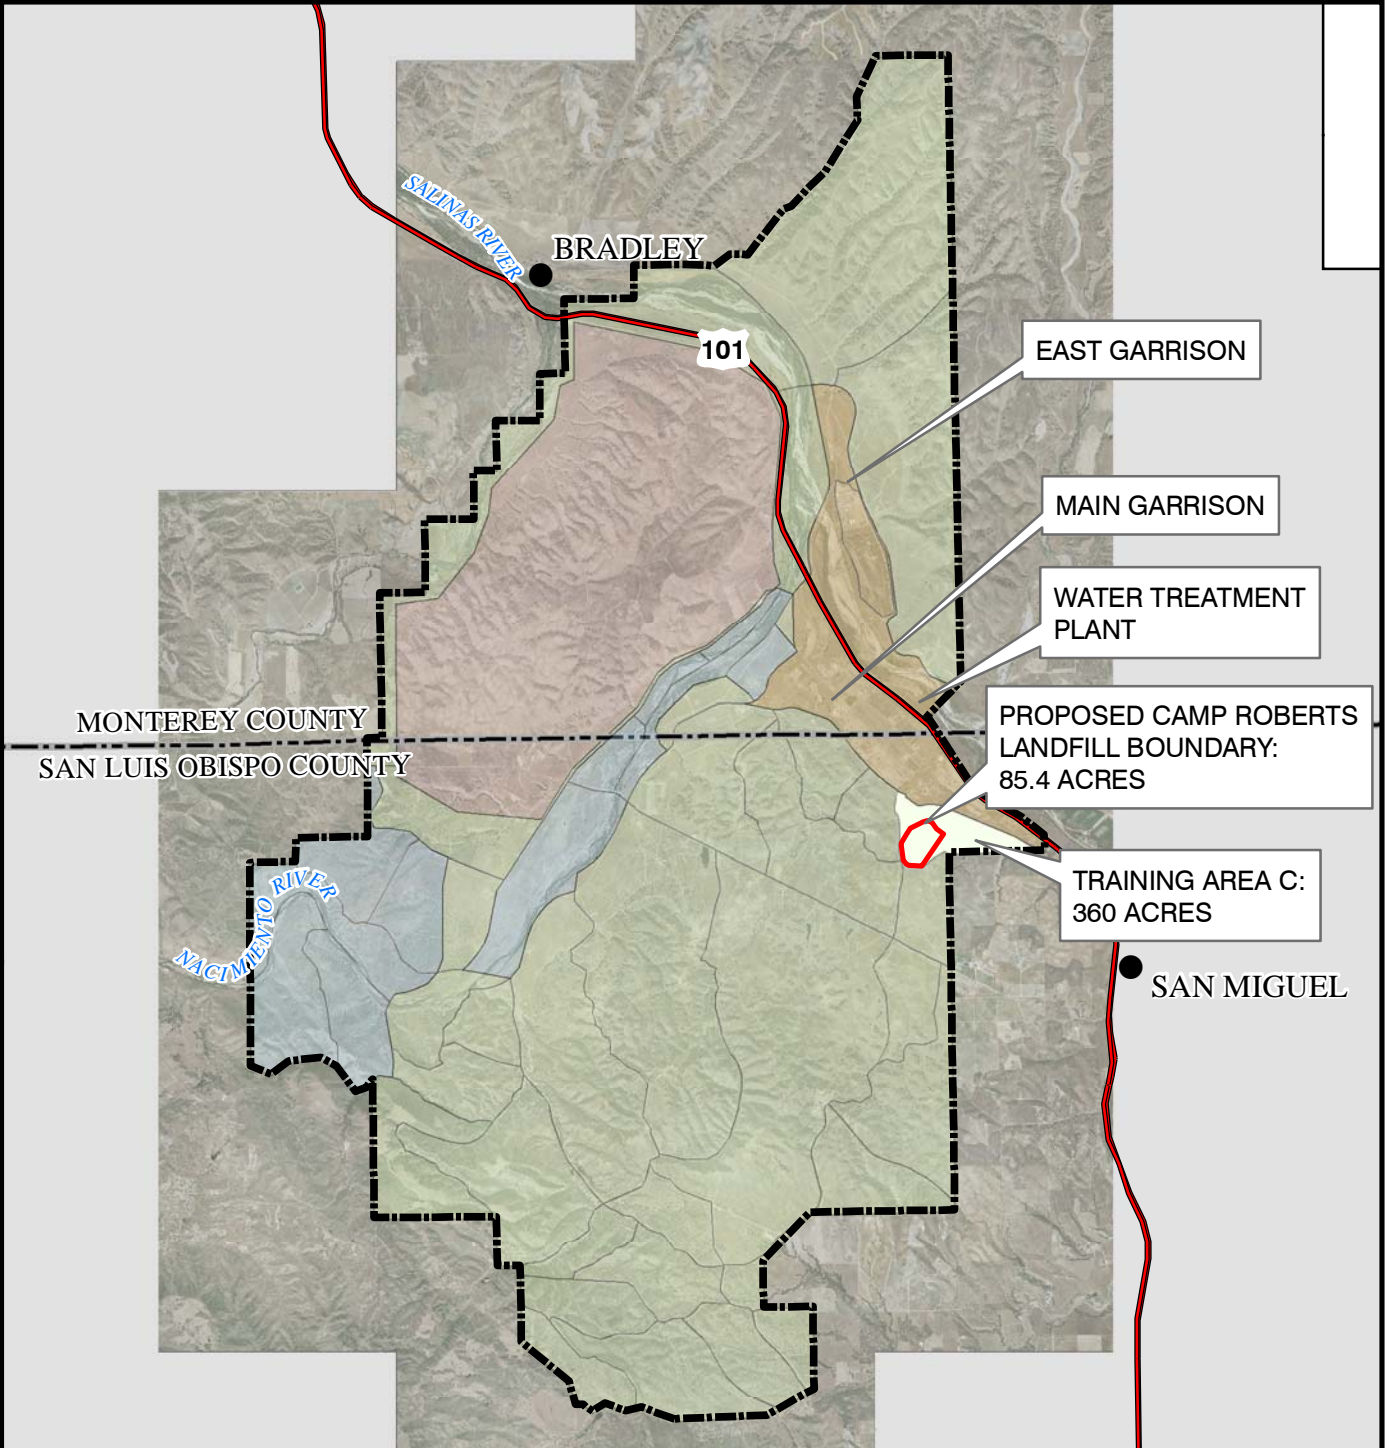 SALINAS RIVER
BRADLEY
101
EAST GARRISON
MAIN GARRISON
WATER TREATMENT
PLANT
PROPOSED CAMP ROBERTS
LANDFILL BOUNDARY:
85.4 ACRES
MONTEREY COUNTY
SAN LUIS OBISPO COUNTY
TRAINING AREA C:
360 ACRES
NACIMIENTO RIVER
SAN MIGUEL